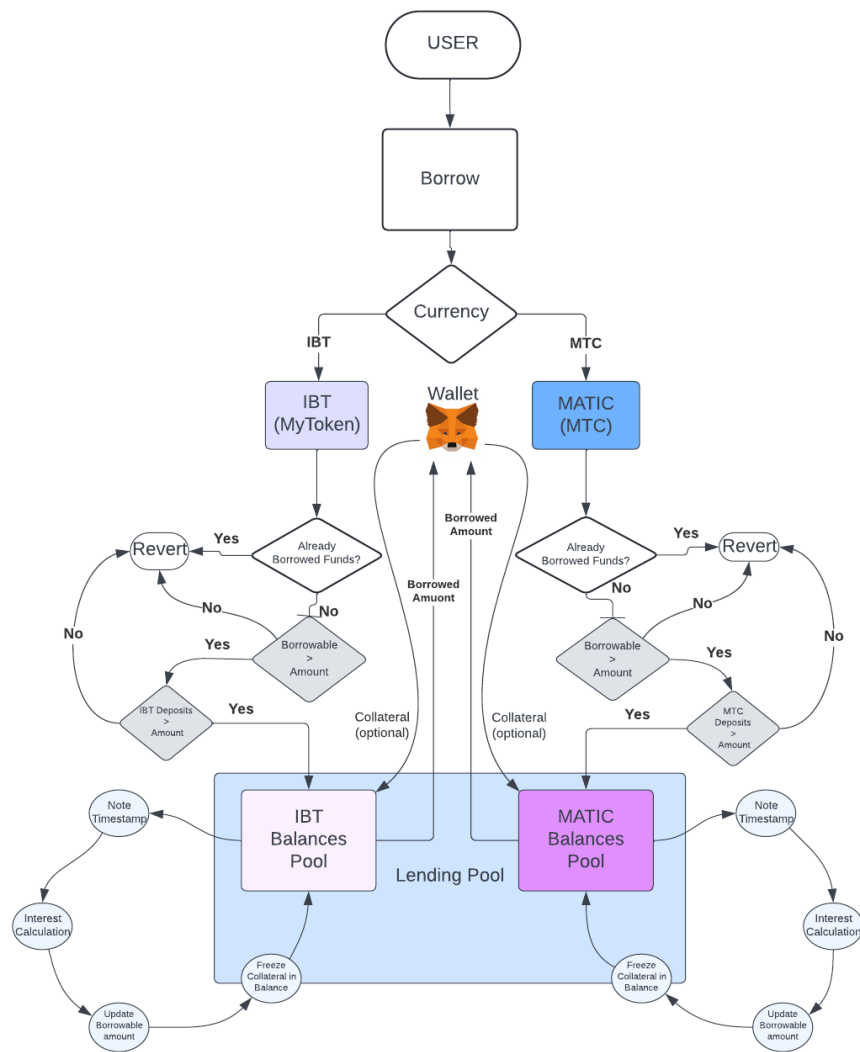 USER
Borrow
Currency
IBT
MTC
IBT
(MyToken)
Wallet
MATIC
(MTC)
Borrowed
Amount
Already
Borrowed Funds?
Yes
Revert
Already
Borrowed Funds?
Yes
Revert
Borrowed
Amuount
No
No
No
No
No
No
Borrowable
>
Amount
Yes
Borrowable
>
Amount
Yes
IBT Deposits
>
Amount
Yes
MTC
Deposits
>
Amount
Yes
Collateral
(optional)
Collateral
(optional)
IBT
Balances
Pool
MATIC
Balances
Pool
Lending Pool
Note
Timestamp
Note
Timestamp
Interest
Calculation
Interest
Calculation
Freeze
Collateral in
Balance
Freeze
Collateral in
Balance
Update
Borrowable
amount
Update
Borrowable
amount